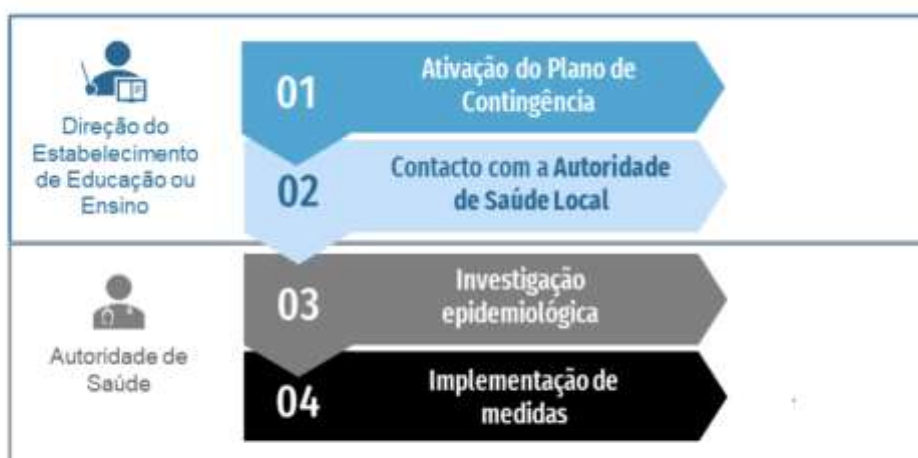 Direção do
Estabelecimento
de Educação ou
Ensino
01
Ativação do Plano de
Contingência
02
Contacto com a Autoridade
de Saúde Local
Autoridade de
Saúde
03
Investigação
epidemiológica
04
Implementação de
medidas